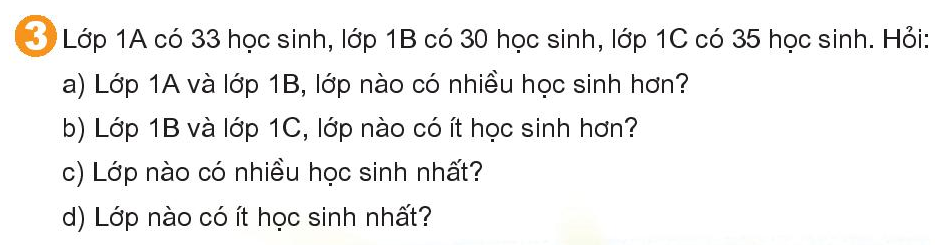 3 Lớp 1A có 33 học sinh, lớp 1B có 30 học sinh, lớp 1C có 35 học sinh. Hỏi:
a) Lớp 1A và lớp 1B, lớp nào có nhiều học sinh hơn?
b) Lớp 1B và lớp 1C, lớp nào có ít học sinh hơn?
c) Lớp nào có nhiều học sinh nhất?
d) Lớp nào có ít học sinh nhất?